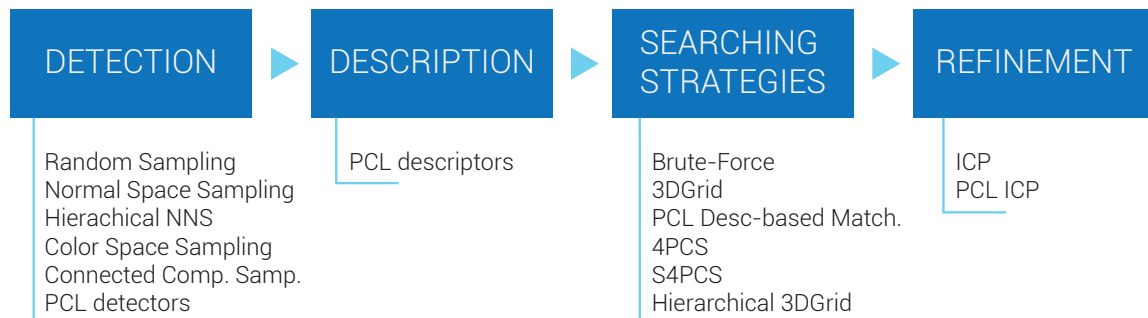 DETECTION
DESCRIPTION
SEARCHING
STRATEGIES
REFINEMENT
Random Sampling
Normal Space Sampling
Hierachical NNS
Color Space Sampling
Connected Comp. Samp.
PCL detectors
PCL descriptors
Brute-Force
3DGrid
PCL Desc-based Match.
4PCS
S4PCS
Hierarchical 3DGrid
ICP
PCL ICP